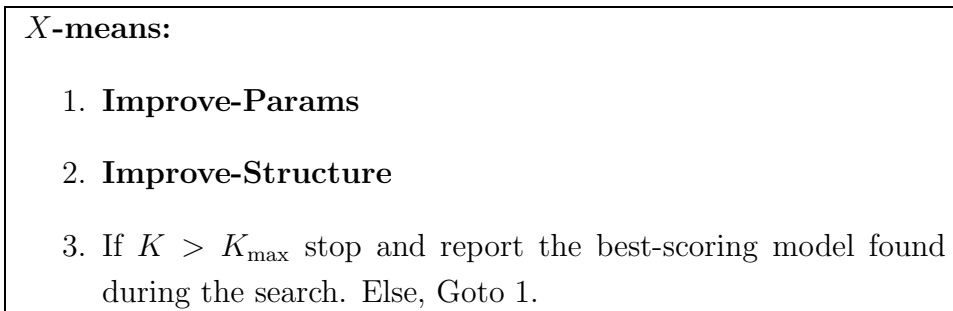 X-means:
1. Improve-Params
2. Improve-Structure
3. If K > K_max stop and report the best-scoring model found
during the search. Else, Goto 1.